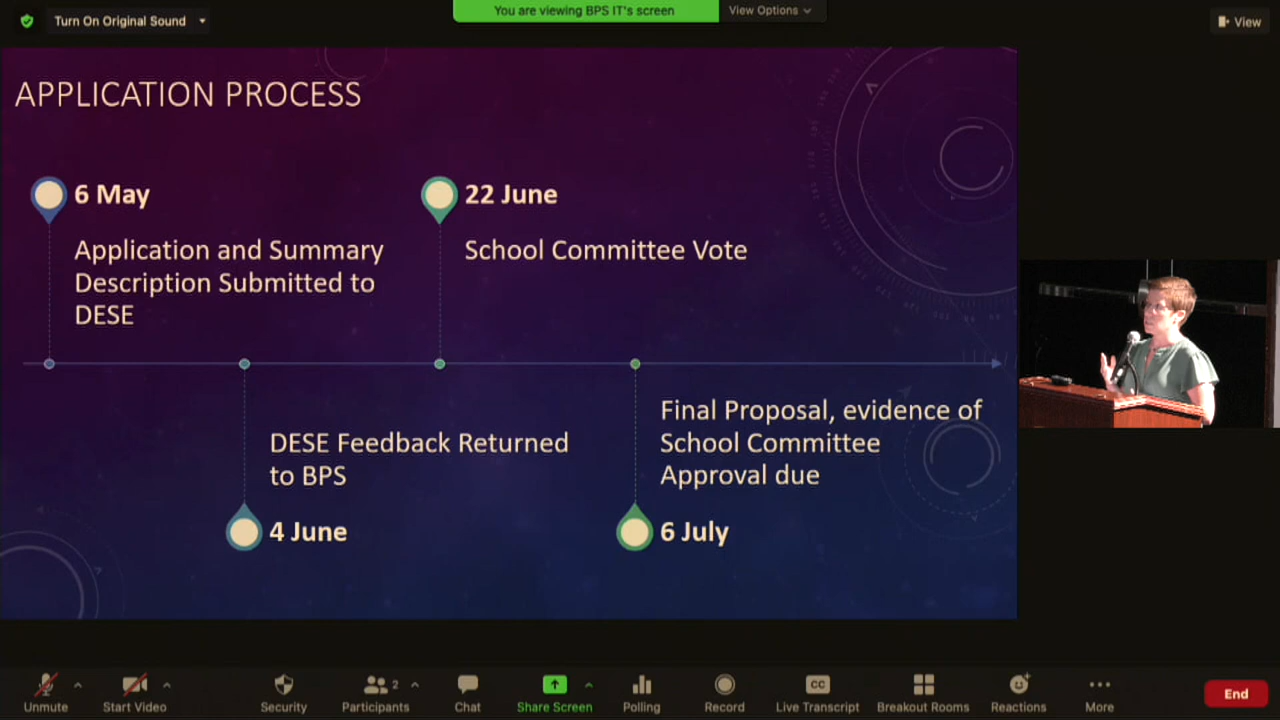 Turn On Original Sound
You are viewing BPS IT's screen
View Options
View
APPLICATION PROCESS
6 May
Application and Summary
Description Submitted to
DESE
22 June
School Committee Vote
DESE Feedback Returned
to BPS
4 June
Final Proposal, evidence of
School Committee
Approval due
6 July
Unmute
Start Video
Security
2
Participants
Chat
Share Screen
Polling
Record
CC
Live Transcript
Breakout Rooms
Reactions
More
End